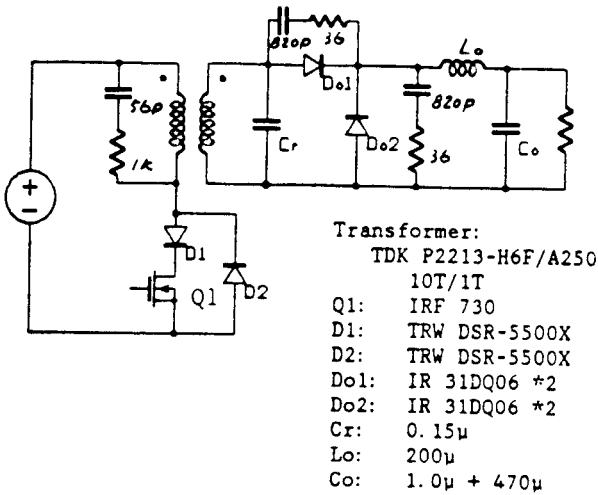 820p
36
Lo
Do1
56p
820p
Cr
Do2
Co
36
1K
D1
Q1
D2
Transformer:
TDK P2213-H6F/A250
10T/1T
Q1: IRF 730
D1: TRW DSR-5500X
D2: TRW DSR-5500X
Do1: IR 31DQ06 *2
Do2: IR 31DQ06 *2
Cr: 0.15µ
Lo: 200µ
Co: 1.0µ + 470µ